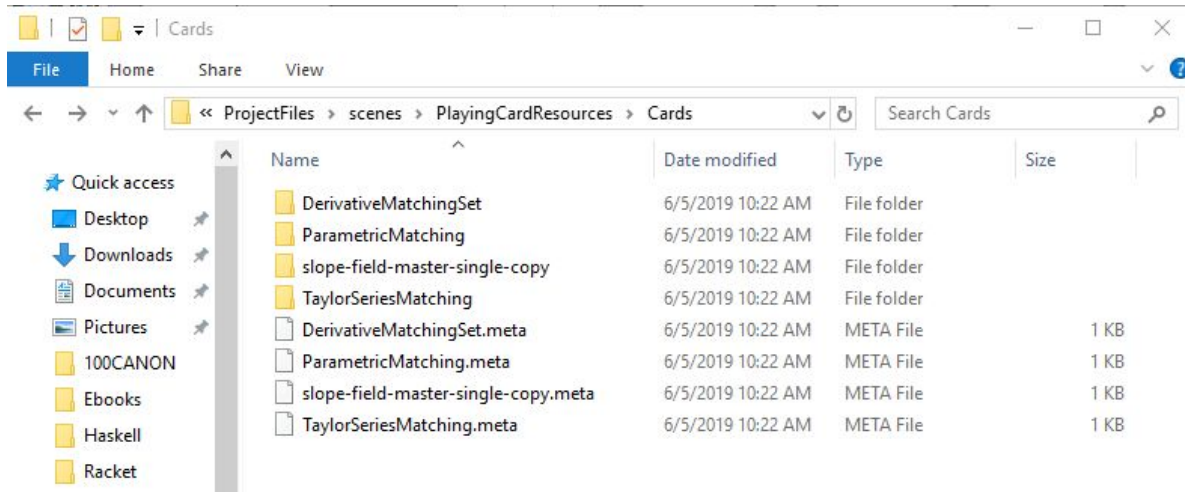 Cards
File Home Share View ?
« ProjectFiles › scenes › PlayingCardResources › Cards Search Cards
Name Date modified Type Size
Quick access
DerivativeMatchingSet 6/5/2019 10:22 AM File folder
Desktop
ParametricMatching 6/5/2019 10:22 AM File folder
Downloads
slope-field-master-single-copy 6/5/2019 10:22 AM File folder
Documents
TaylorSeriesMatching 6/5/2019 10:22 AM File folder
Pictures
DerivativeMatchingSet.meta 6/5/2019 10:22 AM META File 1 KB
100CANON
ParametricMatching.meta 6/5/2019 10:22 AM META File 1 KB
Ebooks
slope-field-master-single-copy.meta 6/5/2019 10:22 AM META File 1 KB
Haskell
TaylorSeriesMatching.meta 6/5/2019 10:22 AM META File 1 KB
Racket